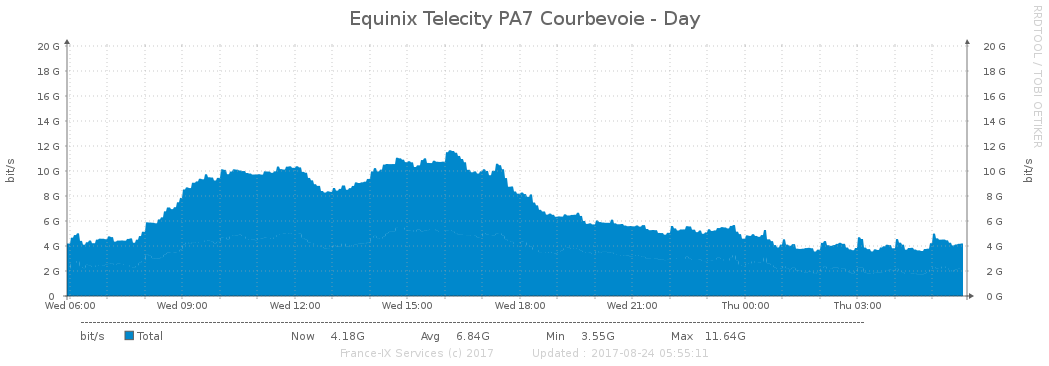 Equinix Telecity PA7 Courbevoie - Day
RRDTOOL / TOBI OETIKER
bit/s
bit/s
20 G 20 G
18 G 18 G
16 G 16 G
14 G 14 G
12 G 12 G
10 G 10 G
8 G 8 G
6 G 6 G
4 G 4 G
2 G 2 G
0 0 G
Wed 06:00 Wed 09:00 Wed 12:00 Wed 15:00 Wed 18:00 Wed 21:00 Thu 00:00 Thu 03:00
bit/s Total Now 4.18G Avg 6.84G Min 3.55G Max 11.64G
France-IX Services (c) 2017 Updated : 2017-08-24 05:55:11